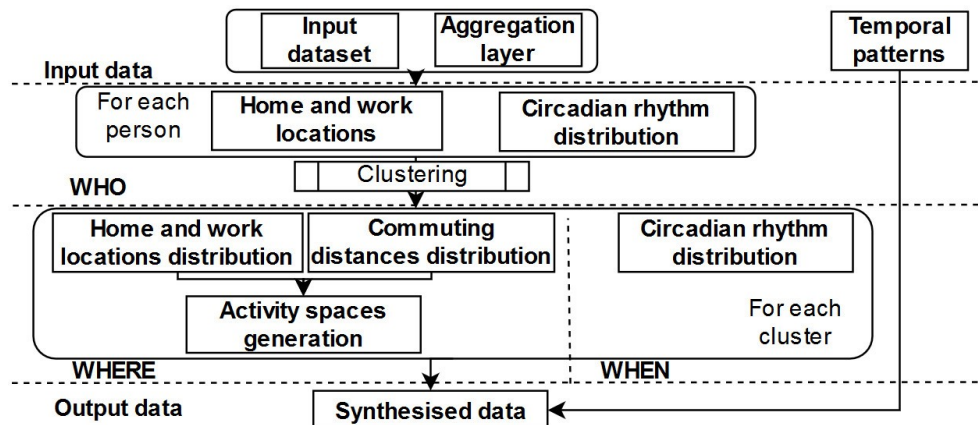 Input
dataset
Aggregation
layer
Temporal
patterns
Input data
For each
person
Home and work
locations
Circadian rhythm
distribution
Clustering
WHO
Home and work
locations distribution
Commuting
distances distribution
Circadian rhythm
distribution
Activity spaces
generation
For each
cluster
WHERE
WHEN
Output data
Synthesised data